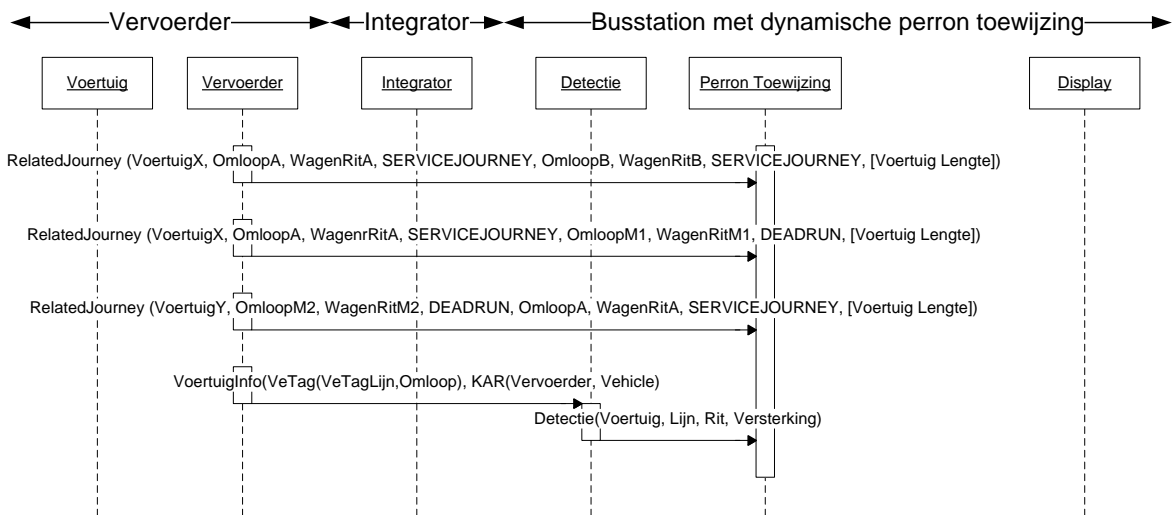 Vervoerder Integrator Busstation met dynamische perron toewijzing
Voertuig Vervoerder Integrator Detectie Perron Toewijzing Display
RelatedJourney (VoertuigX, OmloopA, WagenRitA, SERVICEJOURNEY, OmloopB, WagenRitB, SERVICEJOURNEY, [Voertuig Lengte])
RelatedJourney (VoertuigX, OmloopA, WagenrRitA, SERVICEJOURNEY, OmloopM1, WagenRitM1, DEADRUN, [Voertuig Lengte])
RelatedJourney (VoertuigY, OmloopM2, WagenRitM2, DEADRUN, OmloopA, WagenRitA, SERVICEJOURNEY, [Voertuig Lengte])
VoertuigInfo(VeTag(VeTagLijn,Omloop), KAR(Vervoerder, Vehicle)
Detectie(Voertuig, Lijn, Rit, Versterking)